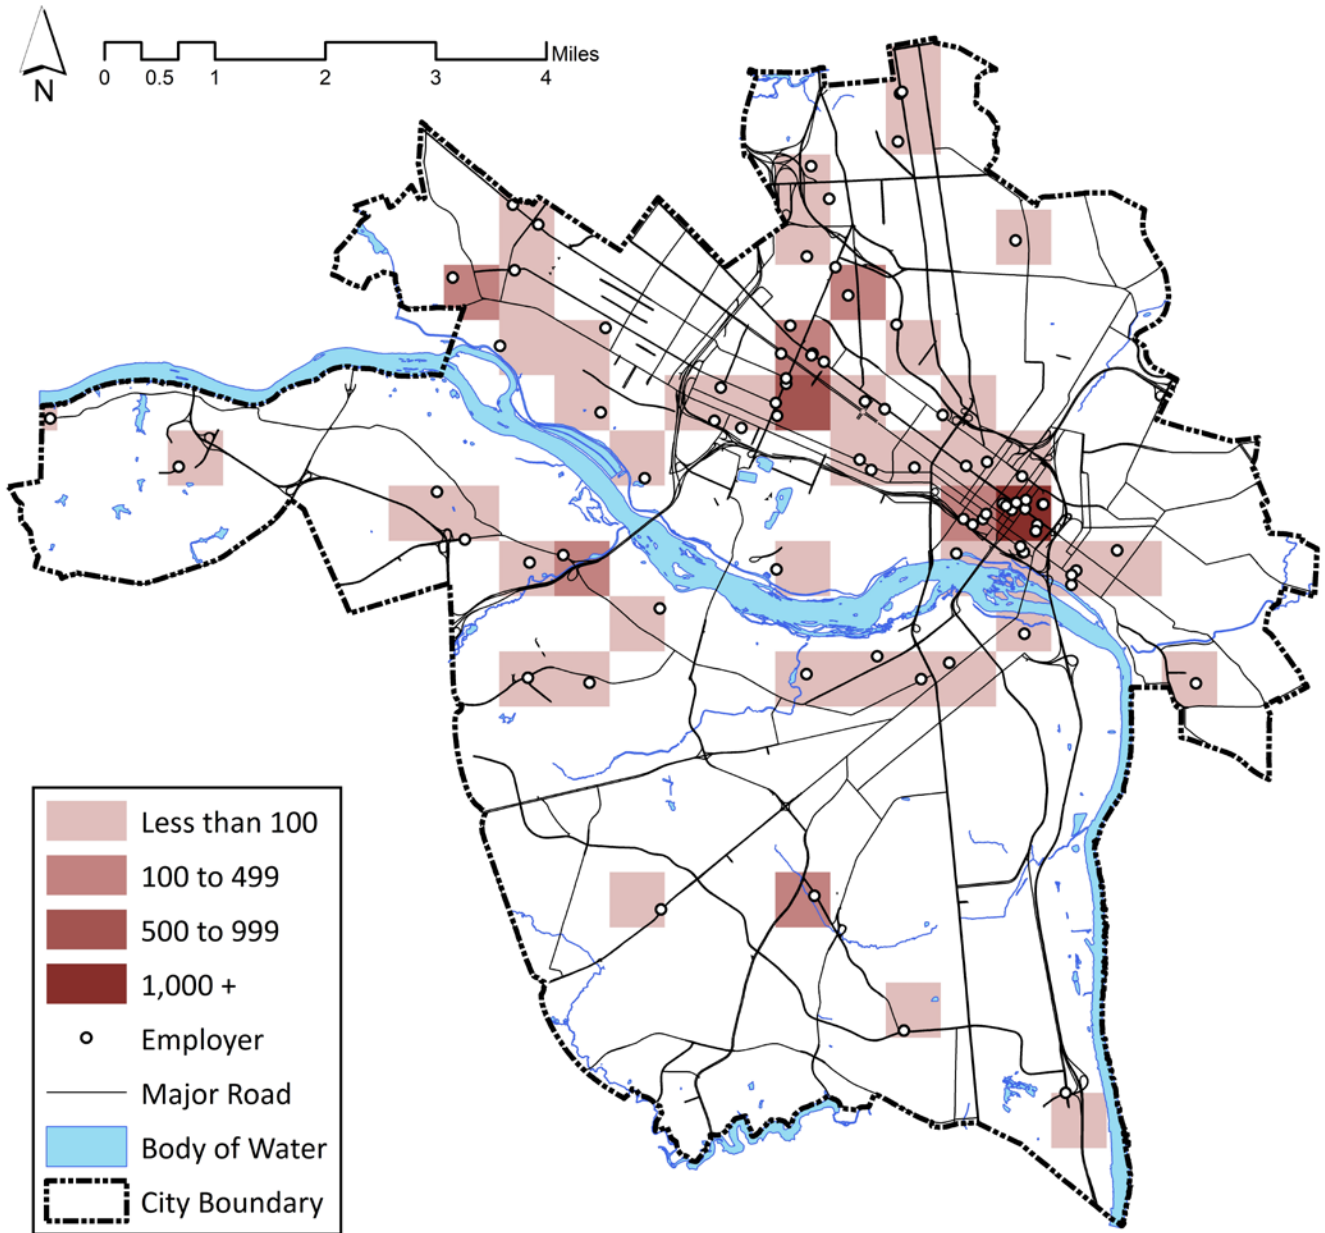 Miles
0 0.5 1 2 3 4
N
Less than 100
100 to 499
500 to 999
1,000 +
Employer
Major Road
Body of Water
City Boundary